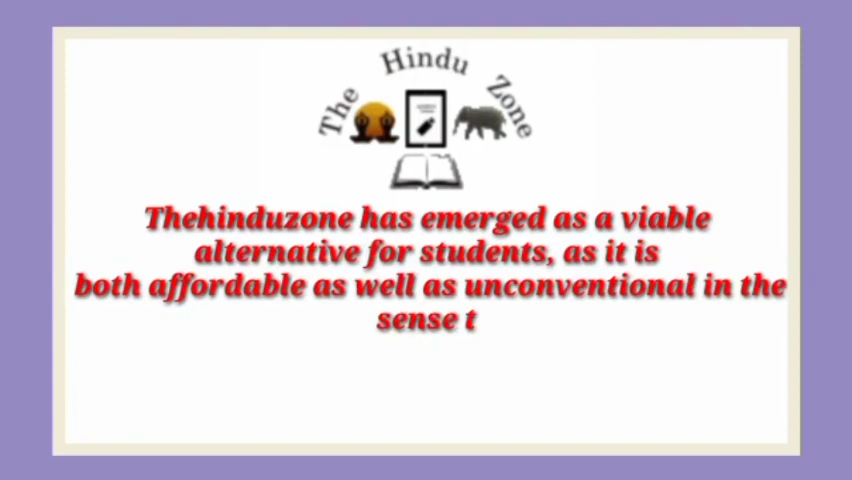 The Hindu Zone
Thehinduzone has emerged as a viable
alternative for students, as it is
both affordable as well as unconventional in the
sense t